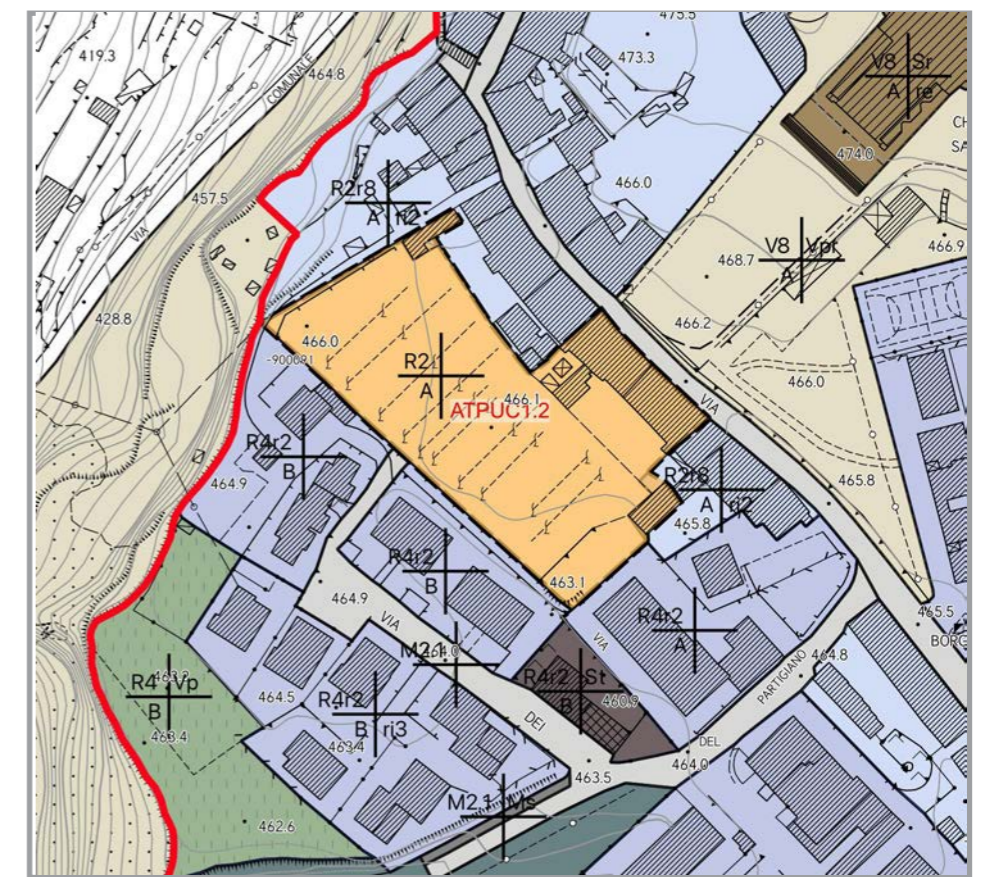 475.5
419.3
COMUNALE
464.8
473.3
V8 Sr
A re
CH
SA
474.0
457.5
R2r8
A ri2
466.0
VIA
428.8
468.7
V8 Vpr
A
466.9
466.2
466.0
466.0
R2
A
466.1
ATPUC1.2
VIA
R4r2
B
464.9
R2r8
A ri2
465.8
465.8
R4r2
B
463.1
464.9
VIA
VIA
R4r2
A
465.5
BORG
M2.1
464.0
R4 Vp
B
463.4
464.5
R4r2
B ri3
463.4
R4r2 St
B
460.9
DEI
DEL
PARTIGIANO
464.8
464.0
463.5
M2.1 Ms
462.6